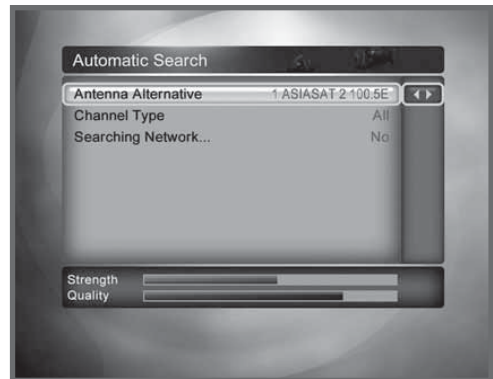 Automatic Search
Antenna Alternative 1 ASIASAT 2 100.5E
Channel Type All
Searching Network... No
Strength
Quality